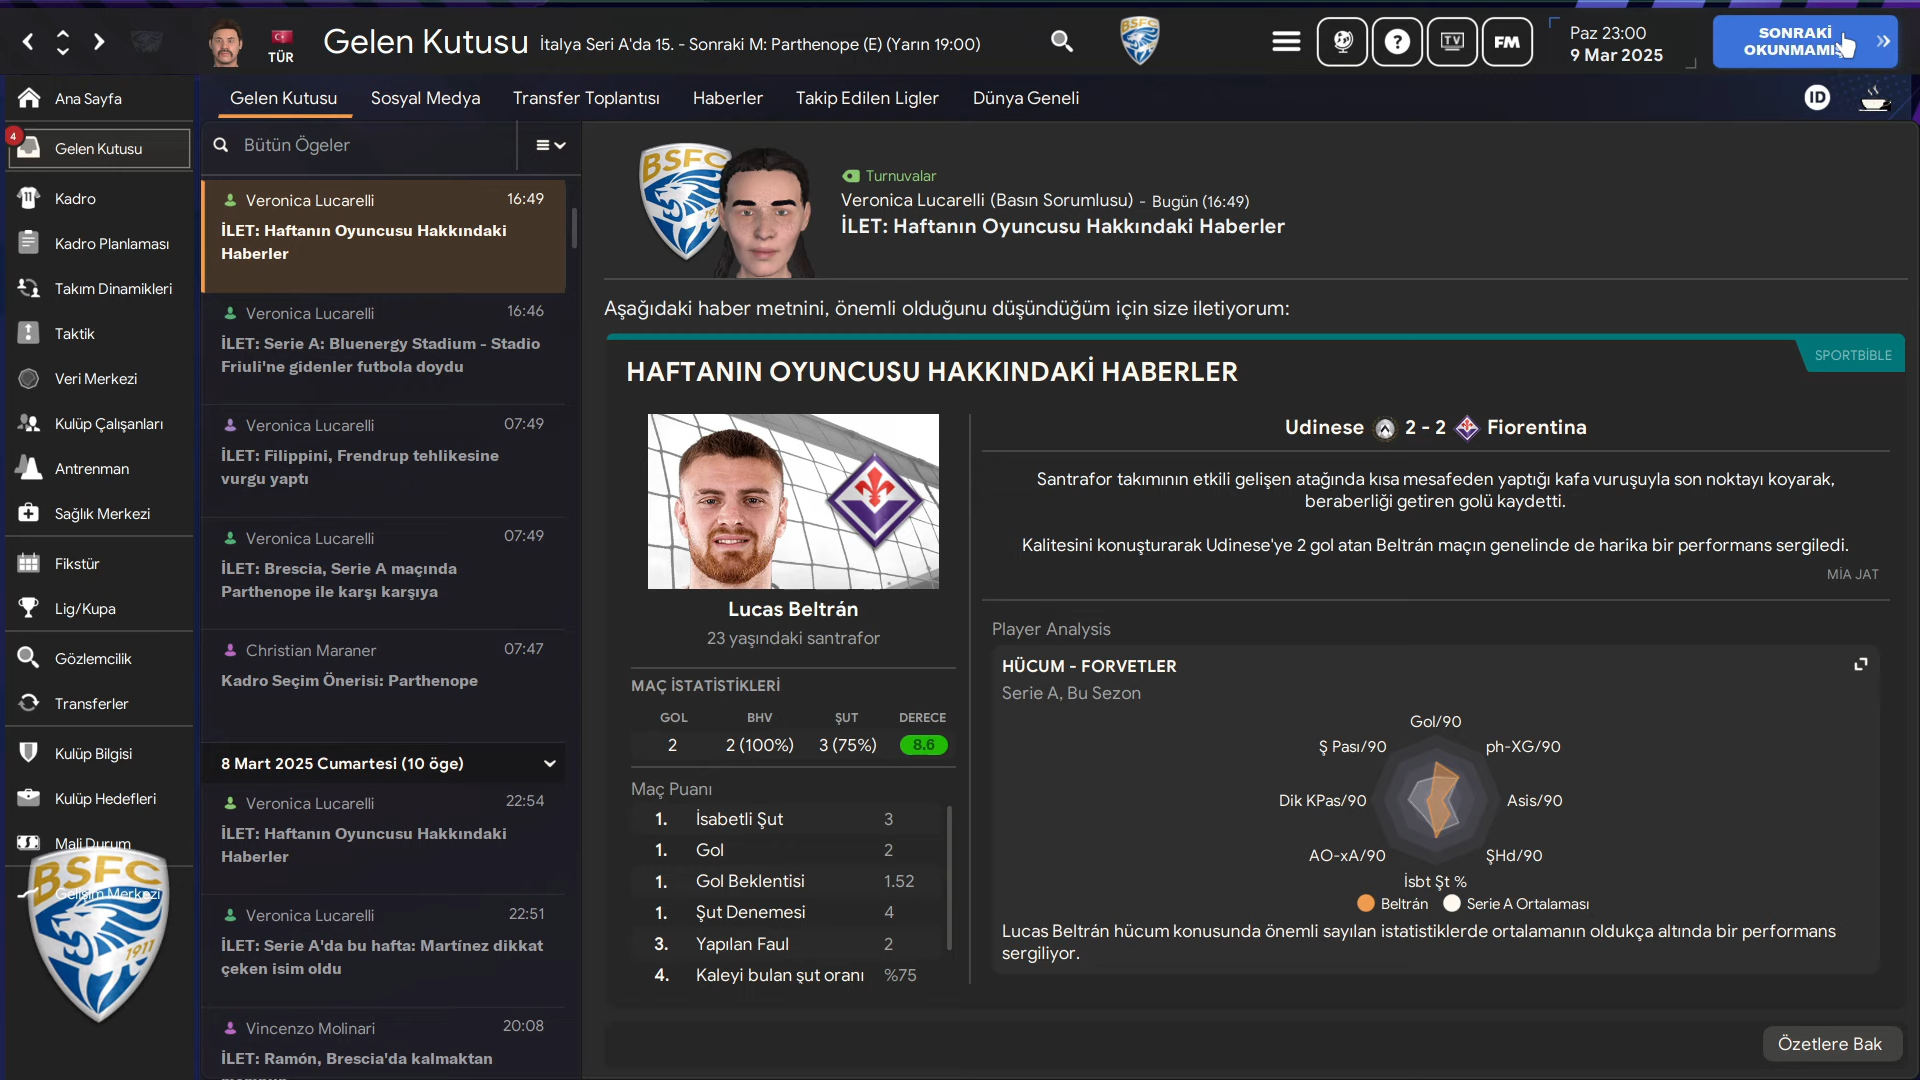 TÜR
Gelen Kutusu
İtalya Seri A'da 15. - Sonraki M: Parthenope (E) (Yarın 19:00)
BSFC
TV
FM
Paz 23:00
9 Mar 2025
SONRAKİ
Ana Sayfa
4
Gelen Kutusu
Kadro
Kadro Planlaması
Takım Dinamikleri
Taktik
Veri Merkezi
Kulüp Çalışanları
Antrenman
Sağlık Merkezi
Fikstür
Lig/Kupa
Gözlemcilik
Transferler
Kulüp Bilgisi
Kulüp Hedefleri
Mali Durum
Gelişim Merkezi
BSFC
1911
Gelen Kutusu
Sosyal Medya
Transfer Toplantısı
Haberler
Takip Edilen Ligler
Dünya Geneli
ID
Bütün Ögeler
Veronica Lucarelli 16:49
İLET: Haftanın Oyuncusu Hakkındaki
Haberler
Veronica Lucarelli 16:46
İLET: Serie A: Bluenergy Stadium - Stadio
Friuli'ne gidenler futbola doydu
Veronica Lucarelli 07:49
İLET: Filippini, Frendrup tehlikesine
vurgu yaptı
Veronica Lucarelli 07:49
İLET: Brescia, Serie A maçında
Parthenope ile karşı karşıya
Christian Maraner 07:47
Kadro Seçim Önerisi: Parthenope
8 Mart 2025 Cumartesi (10 öge)
Veronica Lucarelli 22:54
İLET: Haftanın Oyuncusu Hakkındaki
Haberler
Veronica Lucarelli 22:51
İLET: Serie A'da bu hafta: Martínez dikkat
çeken isim oldu
Vincenzo Molinari 20:08
İLET: Ramón, Brescia'da kalmaktan
BSFC
Turnuvalar
Veronica Lucarelli (Basın Sorumlusu) - Bugün (16:49)
İLET: Haftanın Oyuncusu Hakkındaki Haberler
Aşağıdaki haber metnini, önemli olduğunu düşündüğüm için size iletiyorum:
SPORTBIBLE
HAFTANIN OYUNCUSU HAKKINDAKİ HABERLER
Lucas Beltrán
23 yaşındaki santrafor
MAÇ İSTATİSTİKLERİ
GOL BHV ŞUT DERECE
2 2 (100%) 3 (75%) 8.6
Maç Puanı
1. İsabetli Şut 3
1. Gol 2
1. Gol Beklentisi 1.52
1. Şut Denemesi 4
3. Yapılan Faul 2
4. Kaleyi bulan şut oranı %75
Udinese 2 - 2 Fiorentina
Santrafor takımının etkili gelişen atağında kısa mesafeden yaptığı kafa vuruşuyla son noktayı koyarak,
beraberliği getiren golü kaydetti.
Kalitesini konuşturarak Udinese'ye 2 gol atan Beltrán maçın genelinde de harika bir performans sergiledi.
MİA JAT
Player Analysis
HÜCUM - FORVETLER
Serie A, Bu Sezon
Gol/90
Ş Pası/90
ph-XG/90
Dik KPas/90
Asis/90
AO-xA/90
ŞHd/90
İsbt Şt %
Beltrán
Serie A Ortalaması
Lucas Beltrán hücum konusunda önemli sayılan istatistiklerde ortalamanın oldukça altında bir performans
sergiliyor.
Özetlere Bak